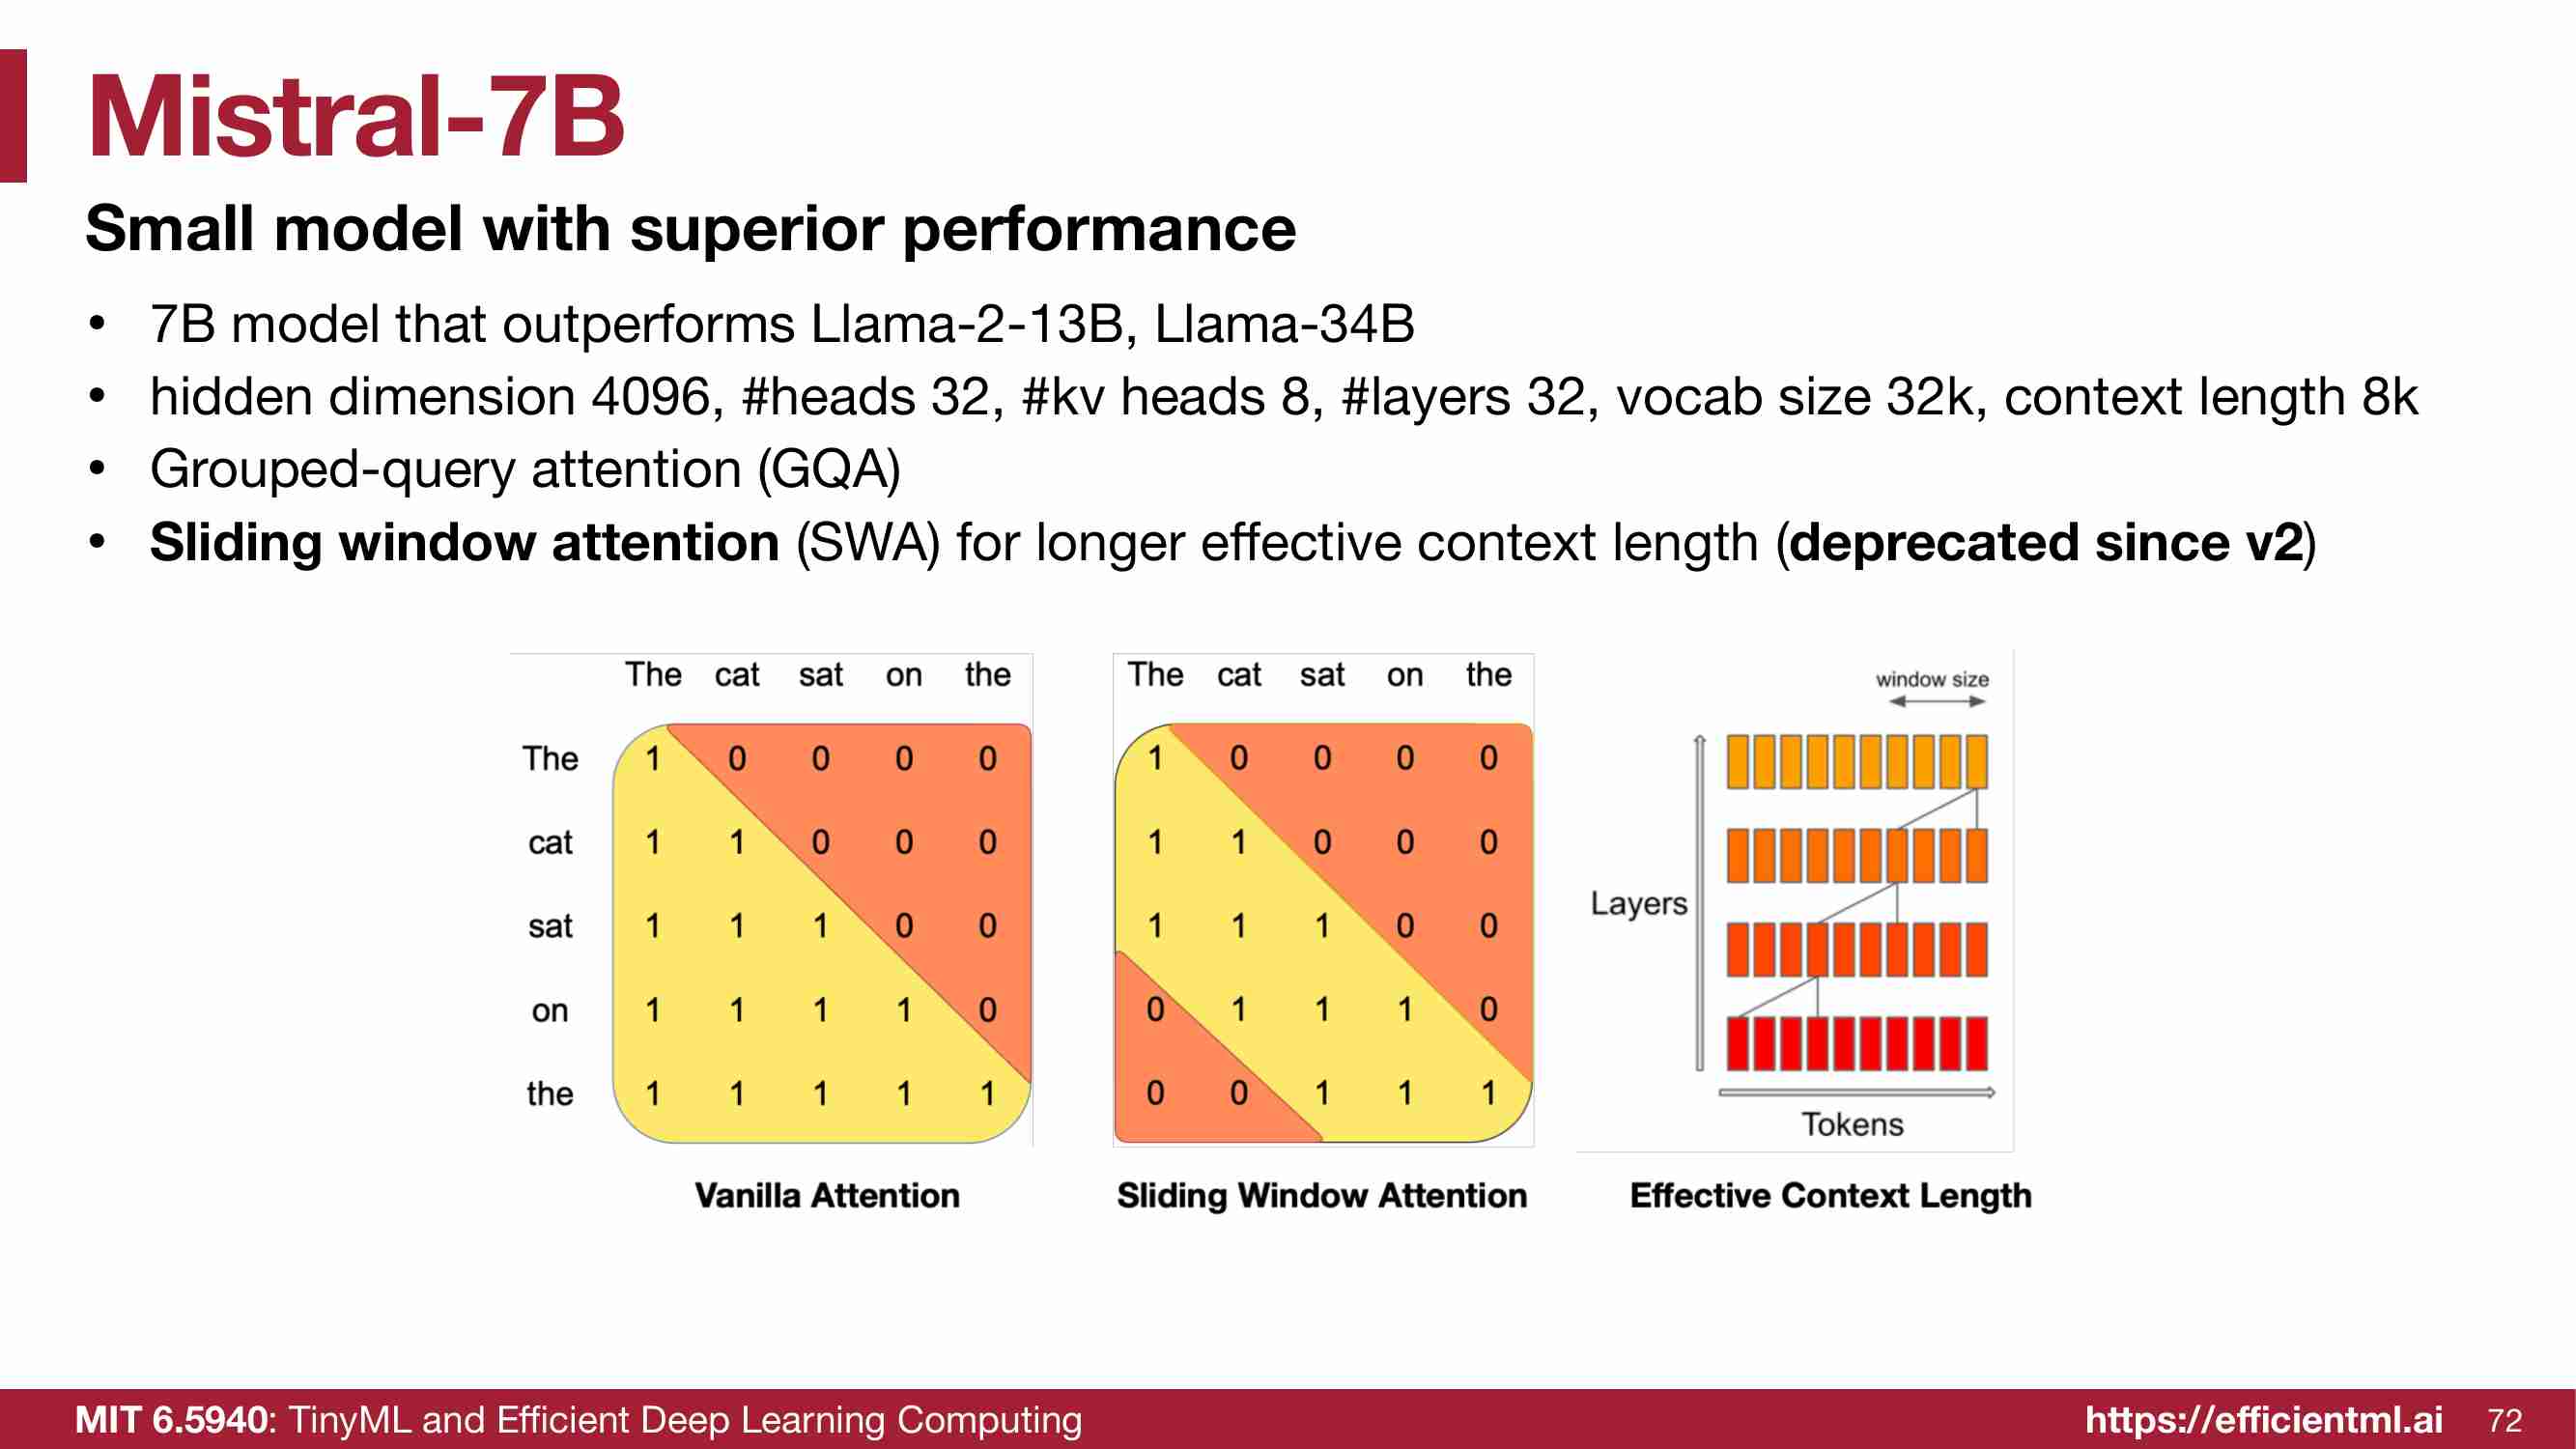 Mistral-7B
Small model with superior performance
• 7B model that outperforms Llama-2-13B, Llama-34B
• hidden dimension 4096, #heads 32, #kv heads 8, #layers 32, vocab size 32k, context length 8k
• Grouped-query attention (GQA)
• Sliding window attention (SWA) for longer effective context length (deprecated since v2)
The cat sat on the
The 1 0 0 0 0
cat 1 1 0 0 0
sat 1 1 1 0 0
on 1 1 1 1 0
the 1 1 1 1 1
Vanilla Attention
The cat sat on the
1 0 0 0 0
1 1 0 0 0
1 1 1 0 0
0 1 1 1 0
0 0 1 1 1
Sliding Window Attention
window size
Layers
Tokens
Effective Context Length
MIT 6.5940: TinyML and Efficient Deep Learning Computing
https://efficientml.ai 72